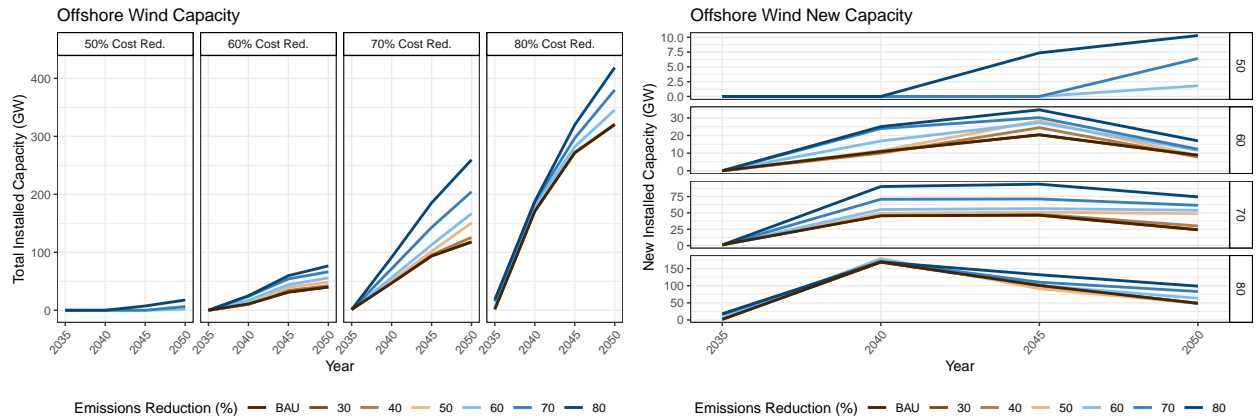 Offshore Wind Capacity
50% Cost Red. 60% Cost Red. 70% Cost Red. 80% Cost Red.
Total Installed Capacity (GW)
400
300
200
100
0
2035 2040 2045 2050 2035 2040 2045 2050 2035 2040 2045 2050 2035 2040 2045 2050
Year
Emissions Reduction (%) BAU 30 40 50 60 70 80
Offshore Wind New Capacity
New Installed Capacity (GW)
10.0
7.5
5.0
2.5
0.0
50
30
20
10
0
60
75
50
25
0
70
150
100
50
0
80
2035 2040 2045 2050
Year
Emissions Reduction (%) BAU 30 40 50 60 70 80